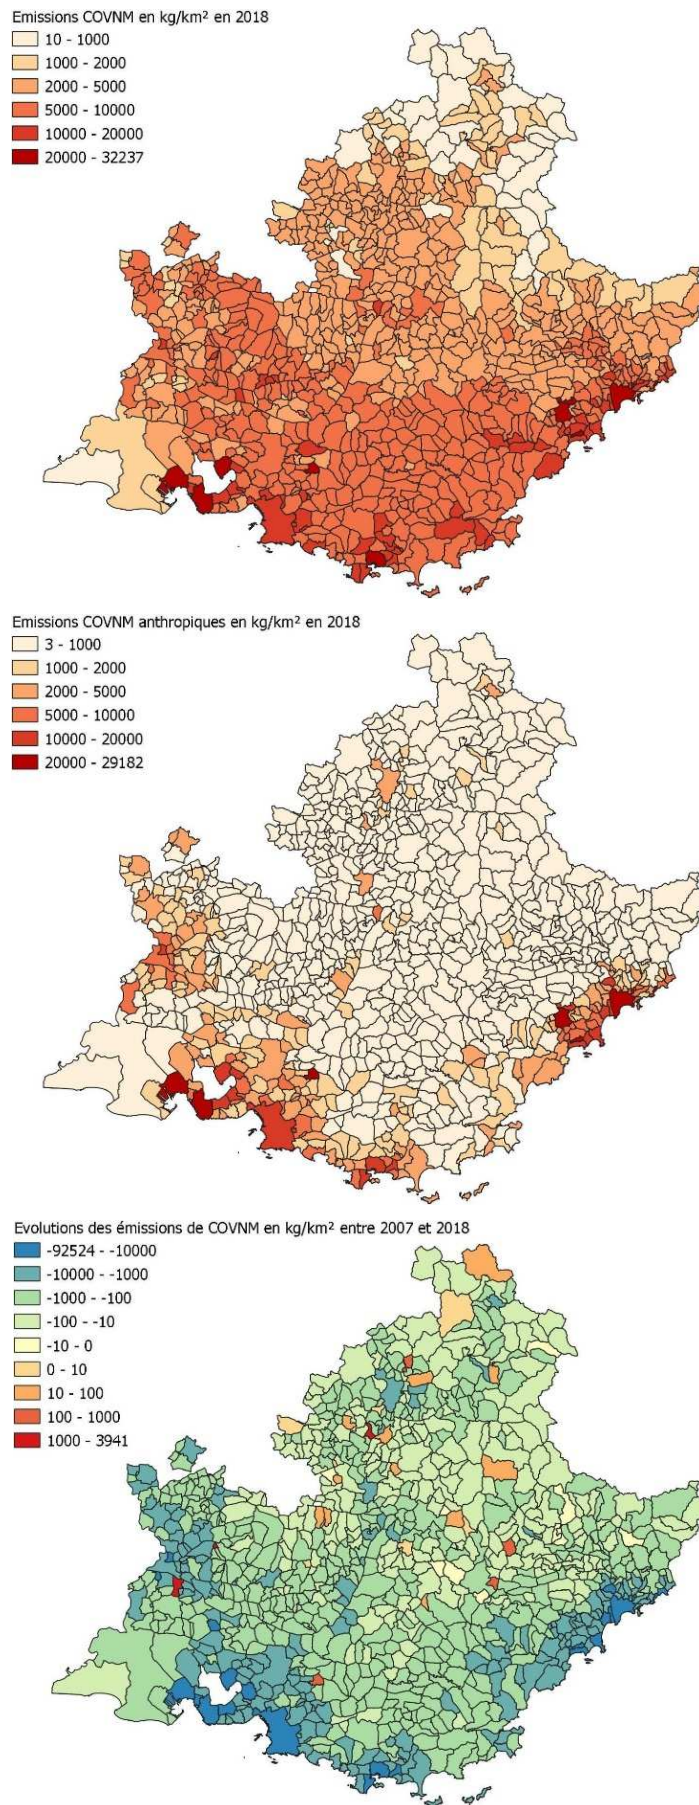 Emissions COVNM en kg/km² en 2018
10 - 1000
1000 - 2000
2000 - 5000
5000 - 10000
10000 - 20000
20000 - 32237
Emissions COVNM anthropiques en kg/km² en 2018
3 - 1000
1000 - 2000
2000 - 5000
5000 - 10000
10000 - 20000
20000 - 29182
Evolutions des émissions de COVNM en kg/km² entre 2007 et 2018
-92524 - -10000
-10000 - -1000
-1000 - -100
-100 - -10
-10 - 0
0 - 10
10 - 100
100 - 1000
1000 - 3941